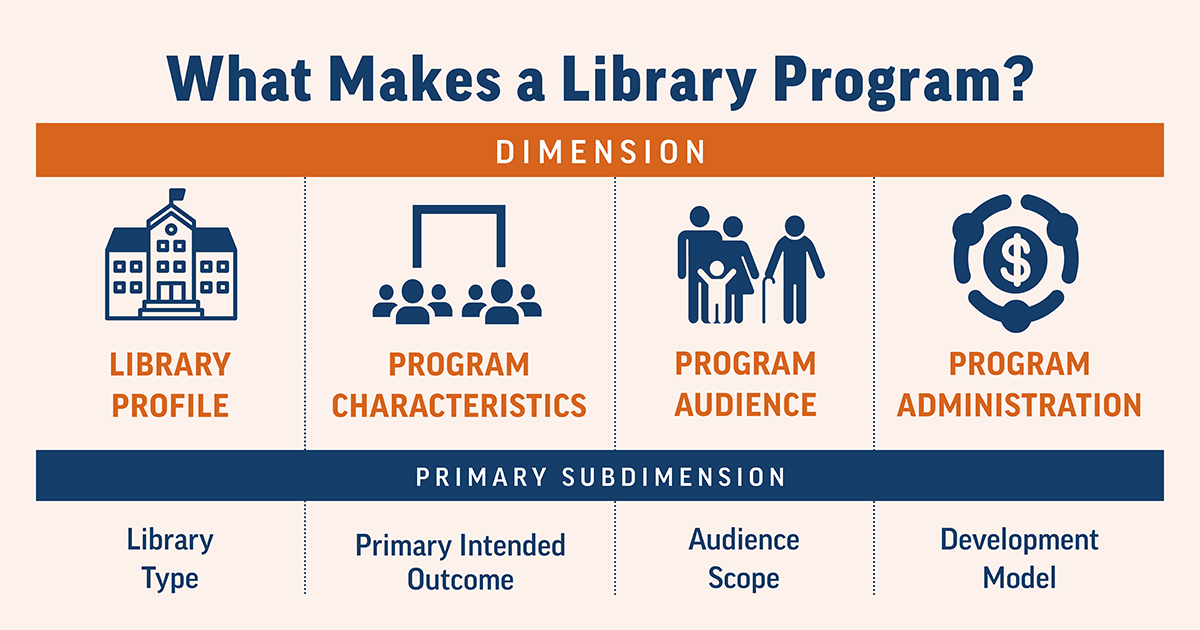 What Makes a Library Program?
DIMENSION
LIBRARY
PROFILE
PROGRAM
CHARACTERISTICS
PROGRAM
AUDIENCE
PROGRAM
ADMINISTRATION
PRIMARY SUBDIMENSION
Library
Type
Primary Intended
Outcome
Audience
Scope
Development
Model